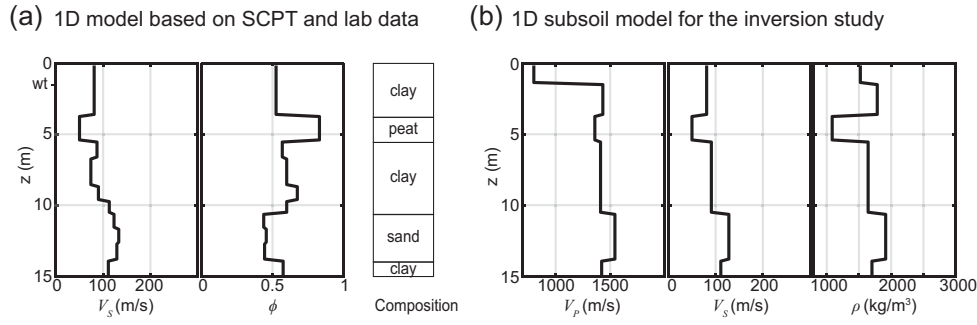 (a) 1D model based on SCPT and lab data
(b) 1D subsoil model for the inversion study
0
wt
5
10
15
z (m)
0 100 200
V_S (m/s)
0 0.5 1
ϕ
clay
peat
clay
sand
clay
Composition
0
5
10
15
z (m)
1000 1500
V_P (m/s)
0 100 200
V_S (m/s)
1000 2000 3000
ρ (kg/m³)